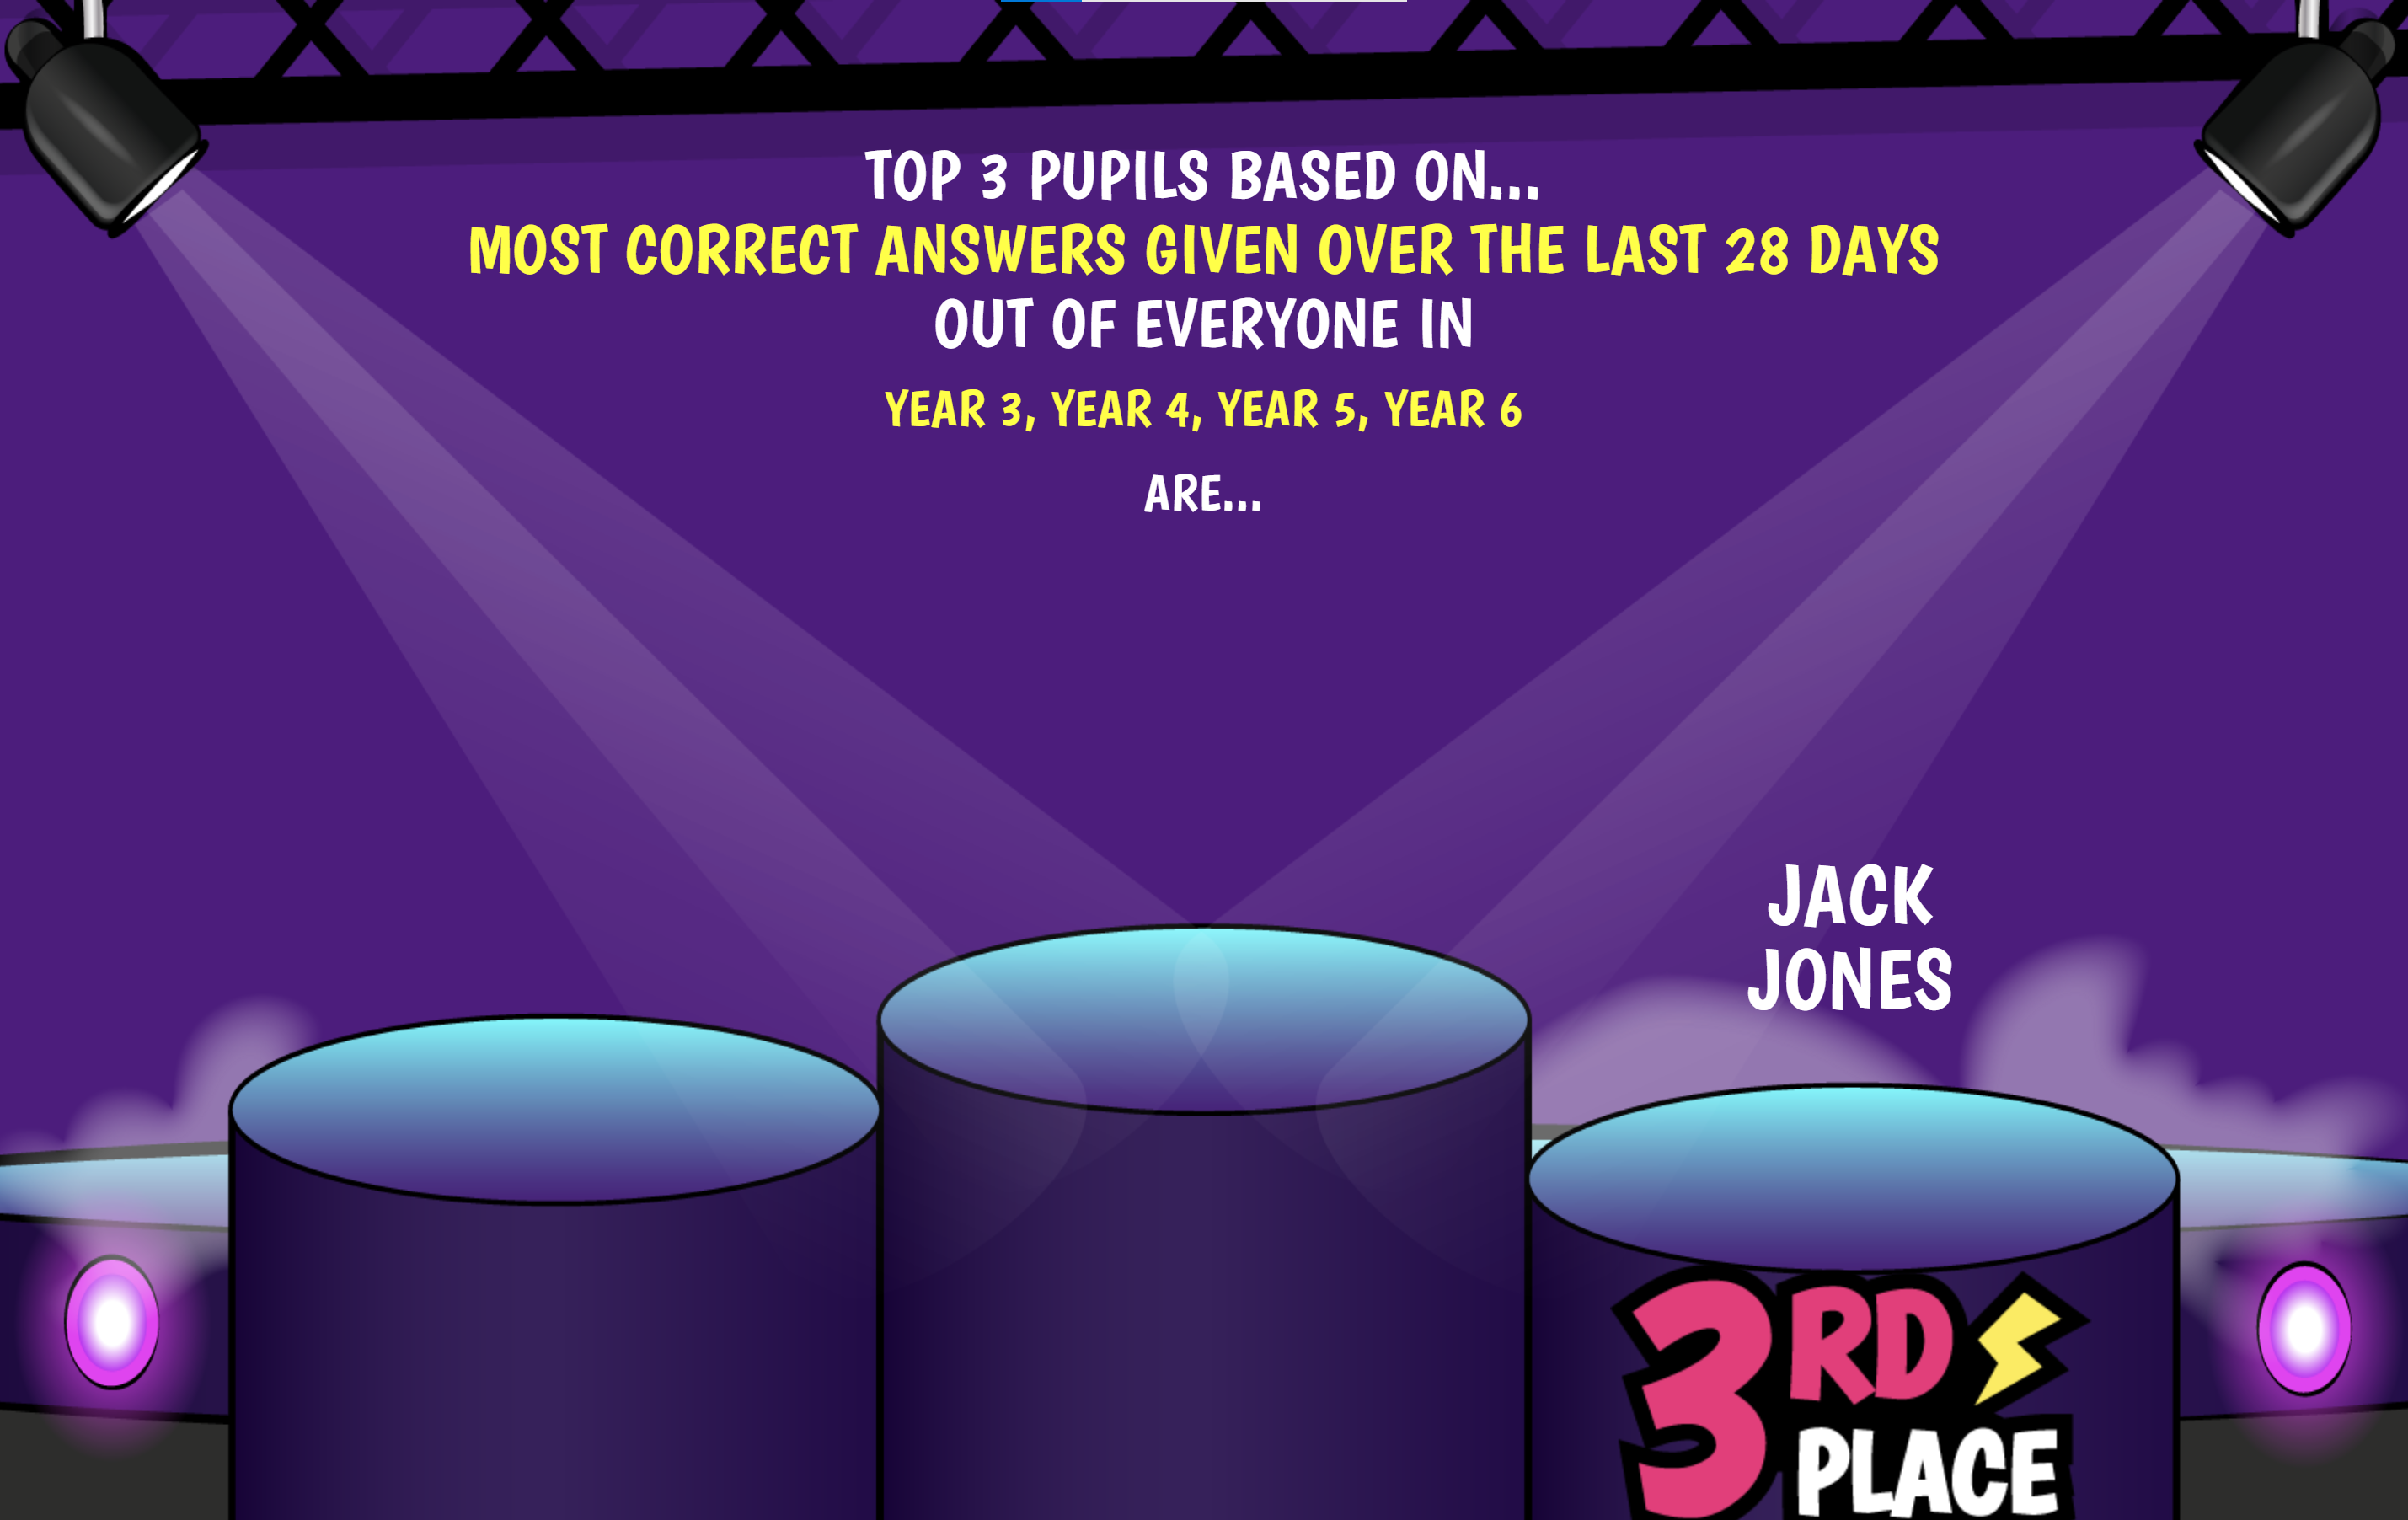 TOP 3 PUPILS BASED ON...
MOST CORRECT ANSWERS GIVEN OVER THE LAST 28 DAYS
OUT OF EVERYONE IN
YEAR 3, YEAR 4, YEAR 5, YEAR 6
ARE...
JACK
JONES
3RD
PLACE